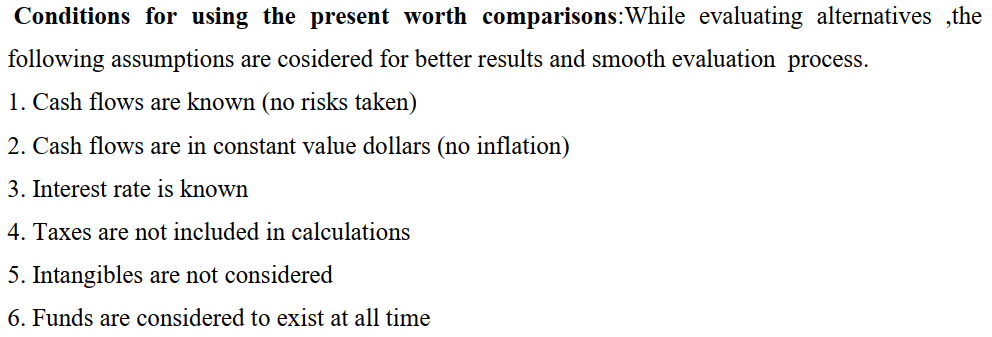 Conditions for using the present worth comparisons:While evaluating alternatives ,the
following assumptions are cosidered for better results and smooth evaluation process.
1. Cash flows are known (no risks taken)
2. Cash flows are in constant value dollars (no inflation)
3. Interest rate is known
4. Taxes are not included in calculations
5. Intangibles are not considered
6. Funds are considered to exist at all time